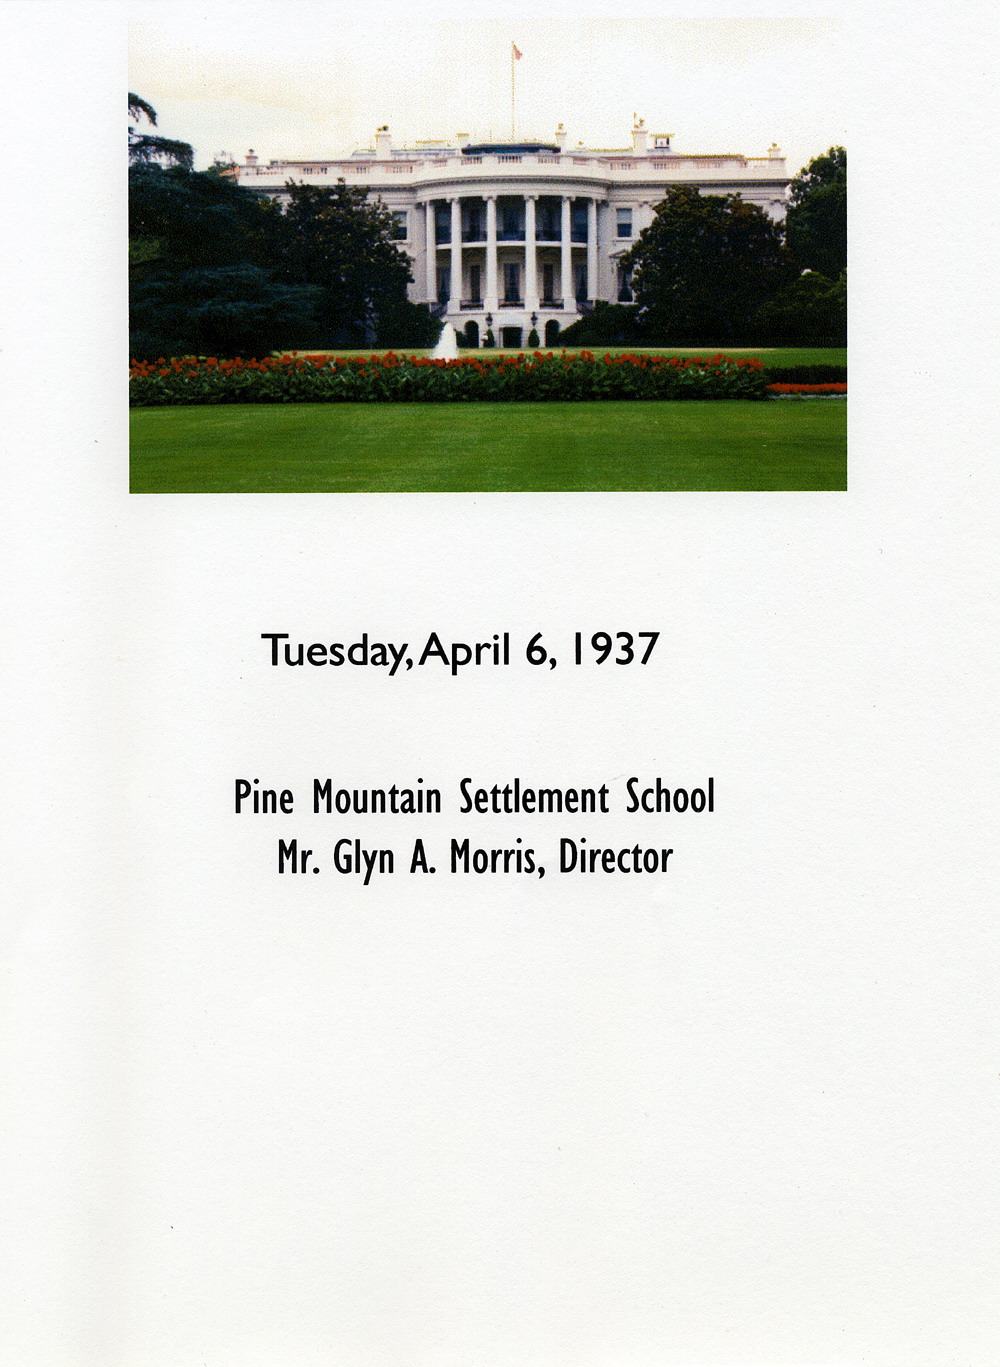 Tuesday, April 6, 1937
Pine Mountain Settlement School
Mr. Glyn A. Morris, Director